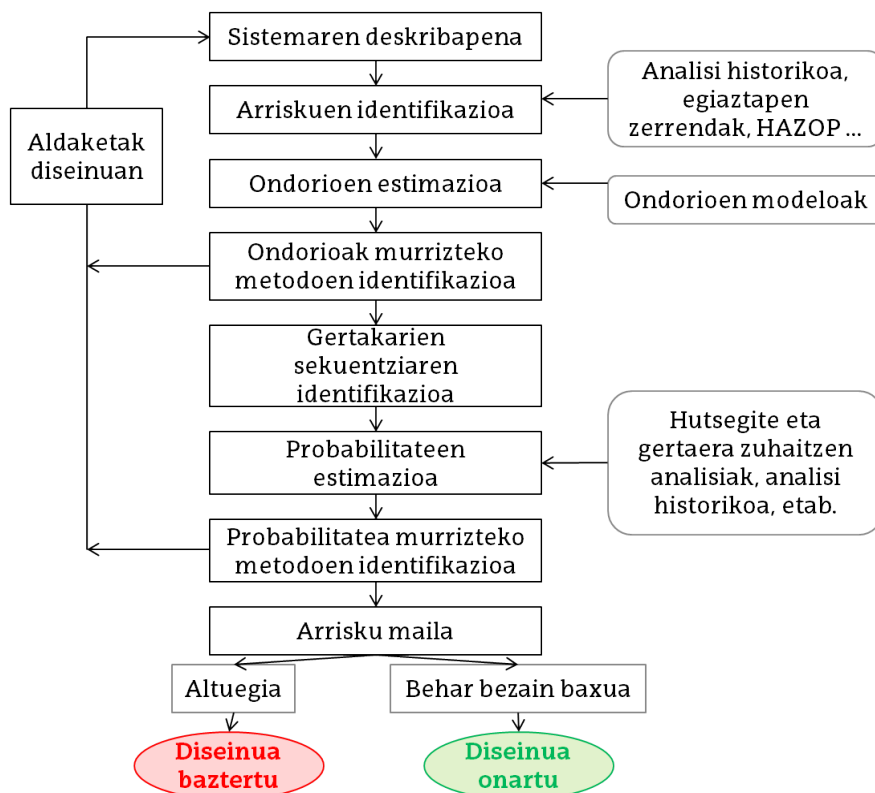 Sistemaren deskribapena
Arriskuen identifikazioa
Analisi historikoa,
egiaztapen
zerrendak, HAZOP ...
Aldaketak
diseinuan
Ondorioen estimazioa
Ondorioen modeloak
Ondorioak murrizteko
metodoen identifikazioa
Gertakarien
sekuentziaren
identifikazioa
Probabilitateen
estimazioa
Hutsegite eta
gertaera zuhaitzen
analisiak, analisi
historikoa, etab.
Probabilitatea murrizteko
metodoen identifikazioa
Arrisku maila
Altuegia
Behar bezain baxua
Diseinua
baztertu
Diseinua
onartu